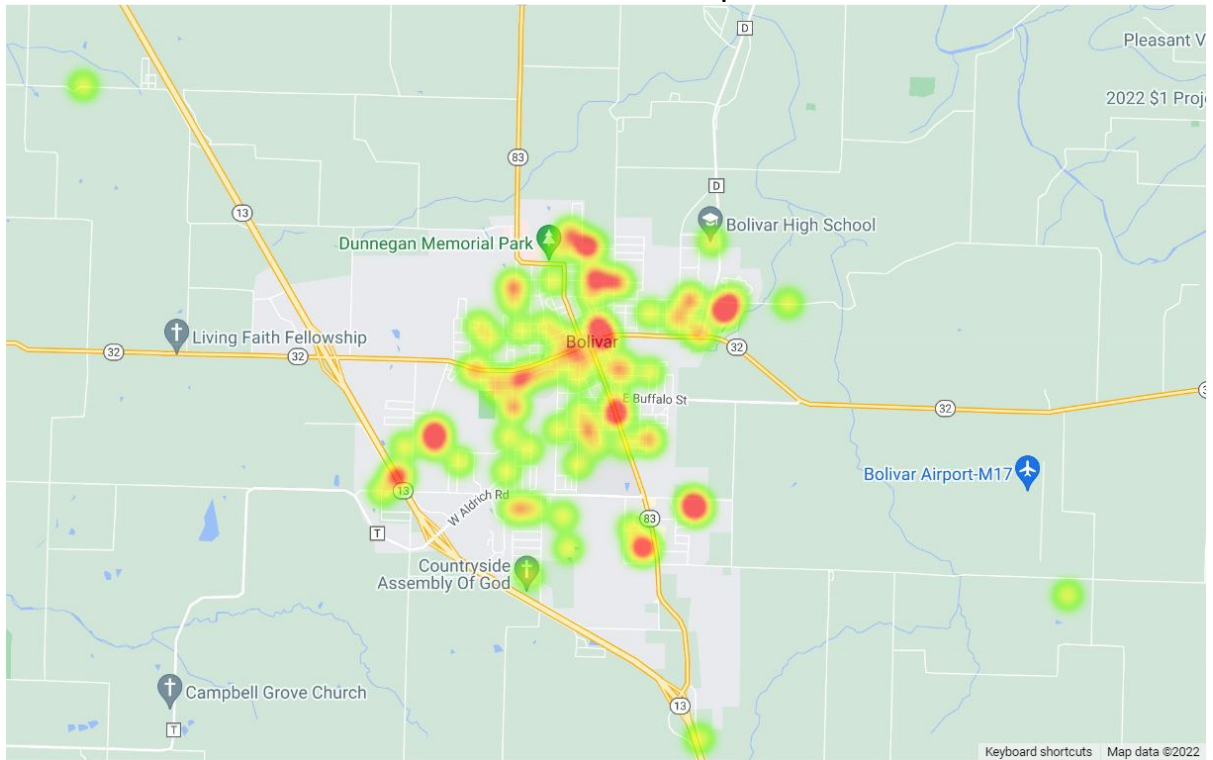 D
Pleasant V
2022 $1 Proj
83
D
13
Bolivar High School
Dunnegan Memorial Park
Living Faith Fellowship
32
32
Bolivar
32
E Buffalo St
32
Bolivar Airport-M17
13
W Aldrich Rd
83
T
Countryside
Assembly Of God
Campbell Grove Church
13
T
Keyboard shortcuts Map data ©2022